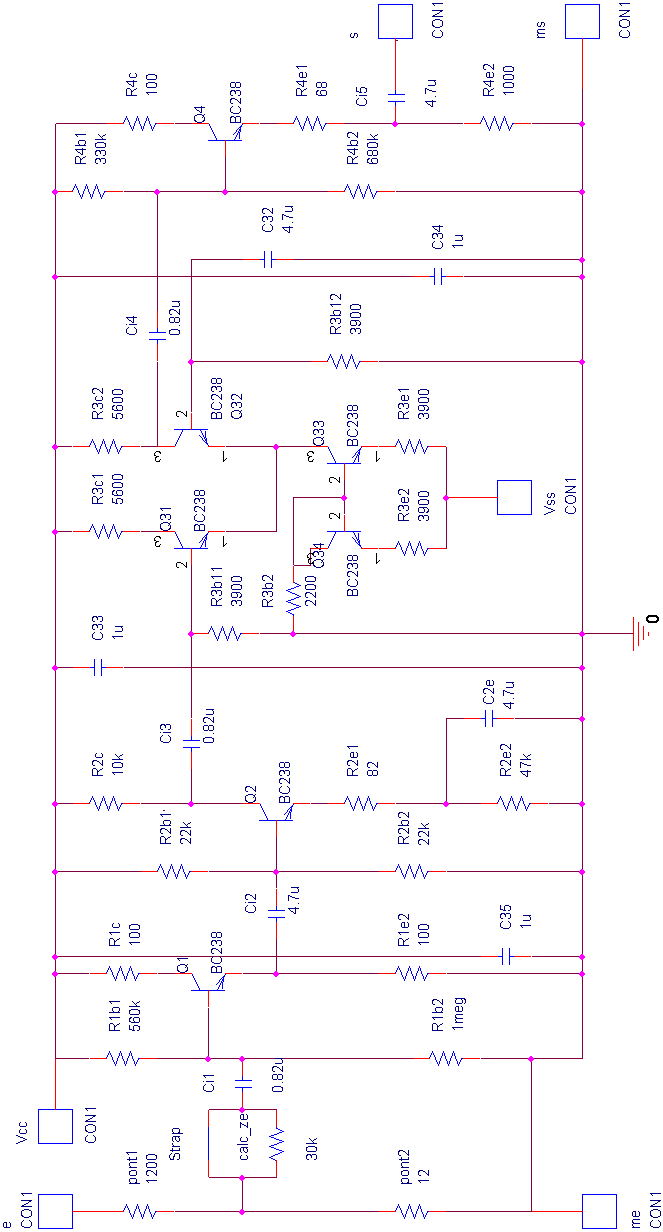 e
CON1
pont1
1200
pont2
12
me
CON1
Vcc
CON1
Strap
calc_ze
30k
Ci1
0.82u
R1b1
560k
R1b2
1meg
R1c
100
Q1
BC238
R1e2
100
C35
1u
Ci2
4.7u
R2b1
22k
R2b2
22k
R2c
10k
Q2
BC238
R2e1
82
R2e2
47k
C2e
4.7u
Ci3
0.82u
C33
1u
R3b11
3900
R3b2
2200
R3c1
5600
Q31
BC238
3
2
1
R3c2
5600
BC238
Q32
3
2
1
Q34
BC238
2
1
Q33
BC238
3
2
1
R3e2
3900
R3e1
3900
Vss
CON1
0
R3b12
3900
Ci4
0.82u
C32
4.7u
C34
1u
R4b1
330k
R4b2
680k
R4c
100
Q4
BC238
R4e1
68
Ci5
4.7u
R4e2
1000
s
CON1
ms
CON1